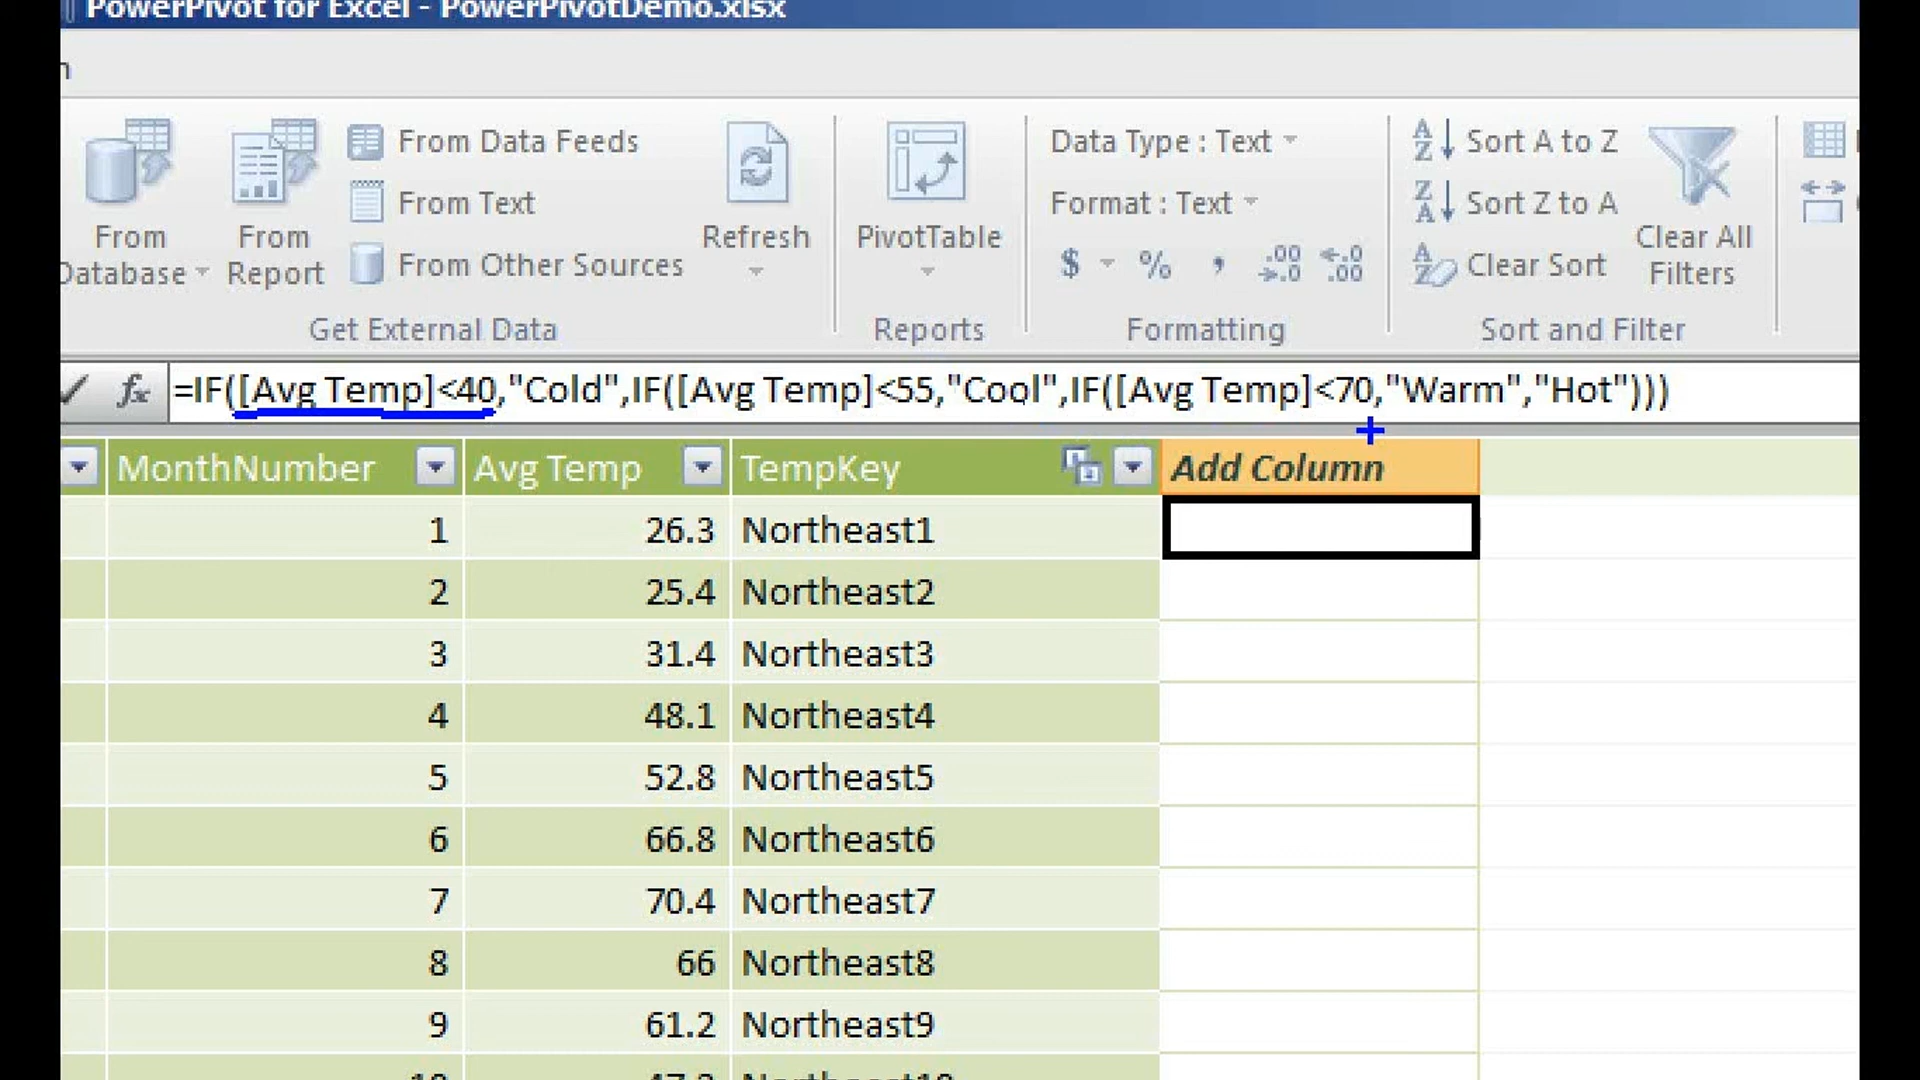 PowerPivot for Excel - PowerPivotDemo.xlsx
From Database
From Report
From Data Feeds
From Text
From Other Sources
Refresh
PivotTable
Data Type : Text
Format : Text
$ % , .00 .0 .0 .00
Sort A to Z
Sort Z to A
Clear Sort
Clear All Filters
Get External Data
Reports
Formatting
Sort and Filter
fx =IF([Avg Temp]<40,"Cold",IF([Avg Temp]<55,"Cool",IF([Avg Temp]<70,"Warm","Hot")))
MonthNumber Avg Temp TempKey Add Column
1 26.3 Northeast1
2 25.4 Northeast2
3 31.4 Northeast3
4 48.1 Northeast4
5 52.8 Northeast5
6 66.8 Northeast6
7 70.4 Northeast7
8 66 Northeast8
9 61.2 Northeast9